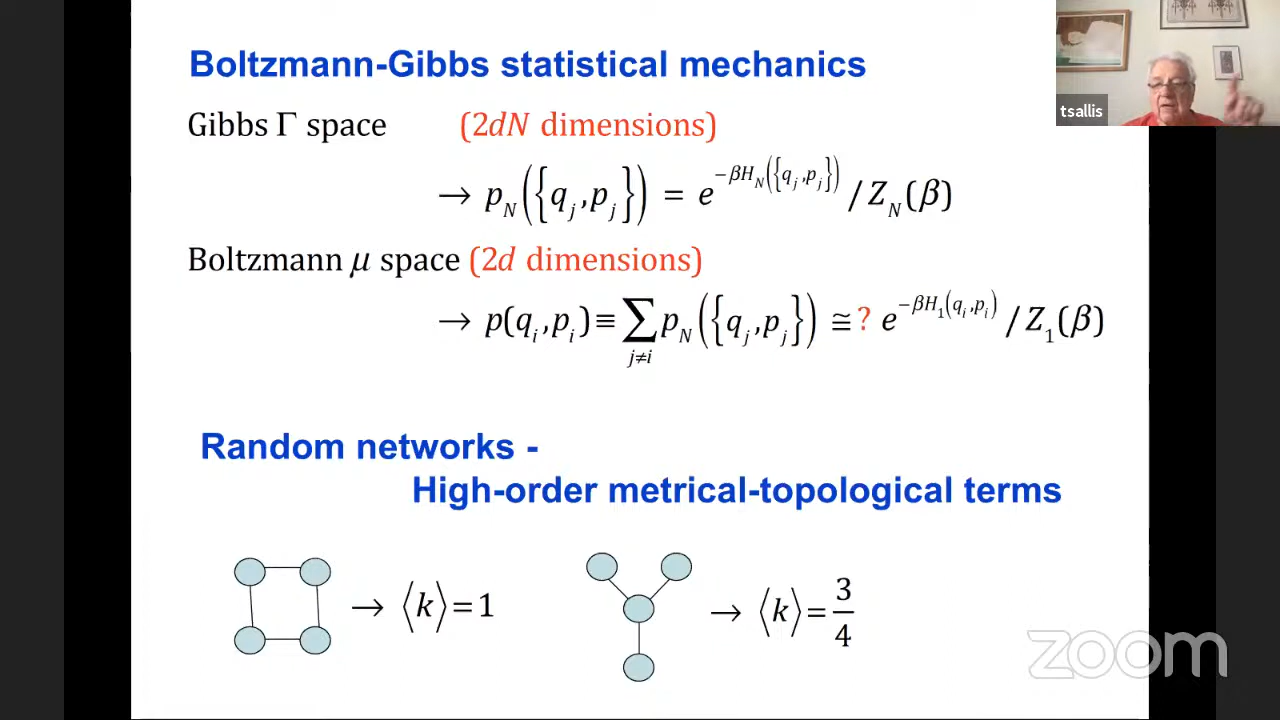 Boltzmann-Gibbs statistical mechanics
Gibbs Γ space (2dN dimensions)
→ p_N({q_j,p_j}) = e^{-βH_N({q_j,p_j})} / Z_N(β)
Boltzmann μ space (2d dimensions)
→ p(q_i,p_i) ≡ ∑_{j≠i} p_N({q_j,p_j}) ≅ ? e^{-βH_1(q_i,p_i)} / Z_1(β)
Random networks -
High-order metrical-topological terms
→ ⟨k⟩ = 1
→ ⟨k⟩ = 3/4
tsallis
zoom